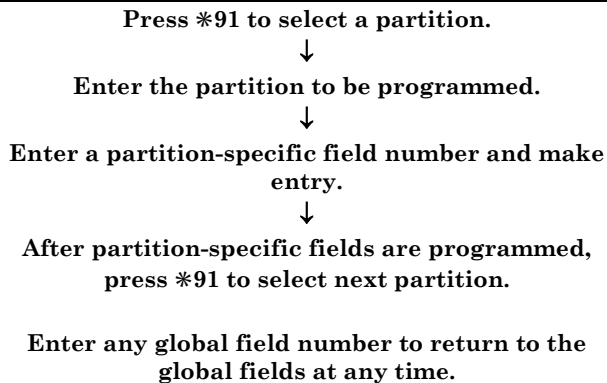 Press ✳91 to select a partition.
↓
Enter the partition to be programmed.
↓
Enter a partition-specific field number and make
entry.
↓
After partition-specific fields are programmed,
press ✳91 to select next partition.
Enter any global field number to return to the
global fields at any time.